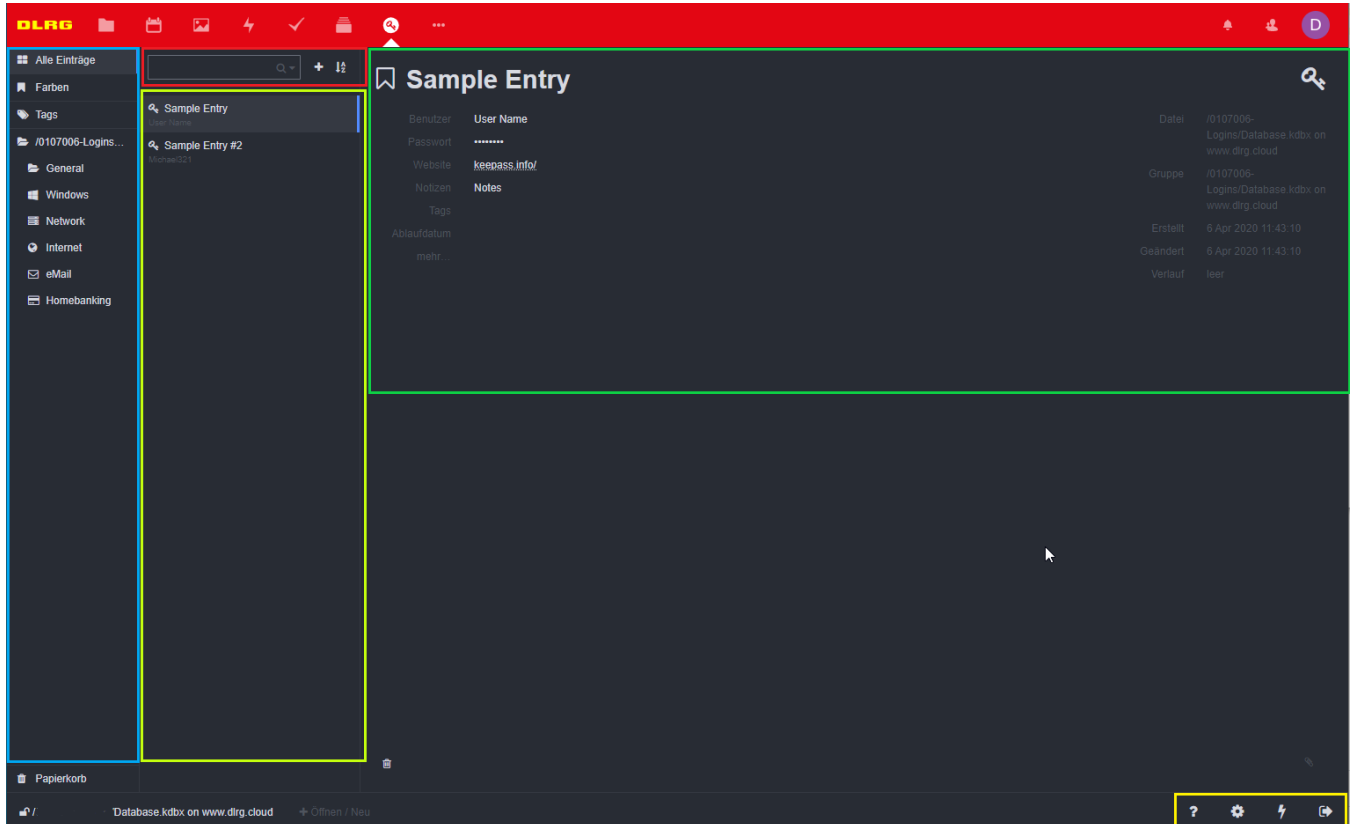 DLRG
D
Alle Einträge
Farben
Tags
/0107006-Logins...
General
Windows
Network
Internet
eMail
Homebanking
Papierkorb
Sample Entry
User Name
Sample Entry #2
Michael321
Sample Entry
Benutzer User Name
Passwort ••••••••
Website keepass.info/
Notizen Notes
Tags
Ablaufdatum
mehr...
Datei /0107006-
Logins/Database.kdbx on
www.dlrg.cloud
Gruppe /0107006-
Logins/Database.kdbx on
www.dlrg.cloud
Erstellt 6 Apr 2020 11:43:10
Geändert 6 Apr 2020 11:43:10
Verlauf leer
/ Database.kdbx on www.dlrg.cloud + Öffnen / Neu
?